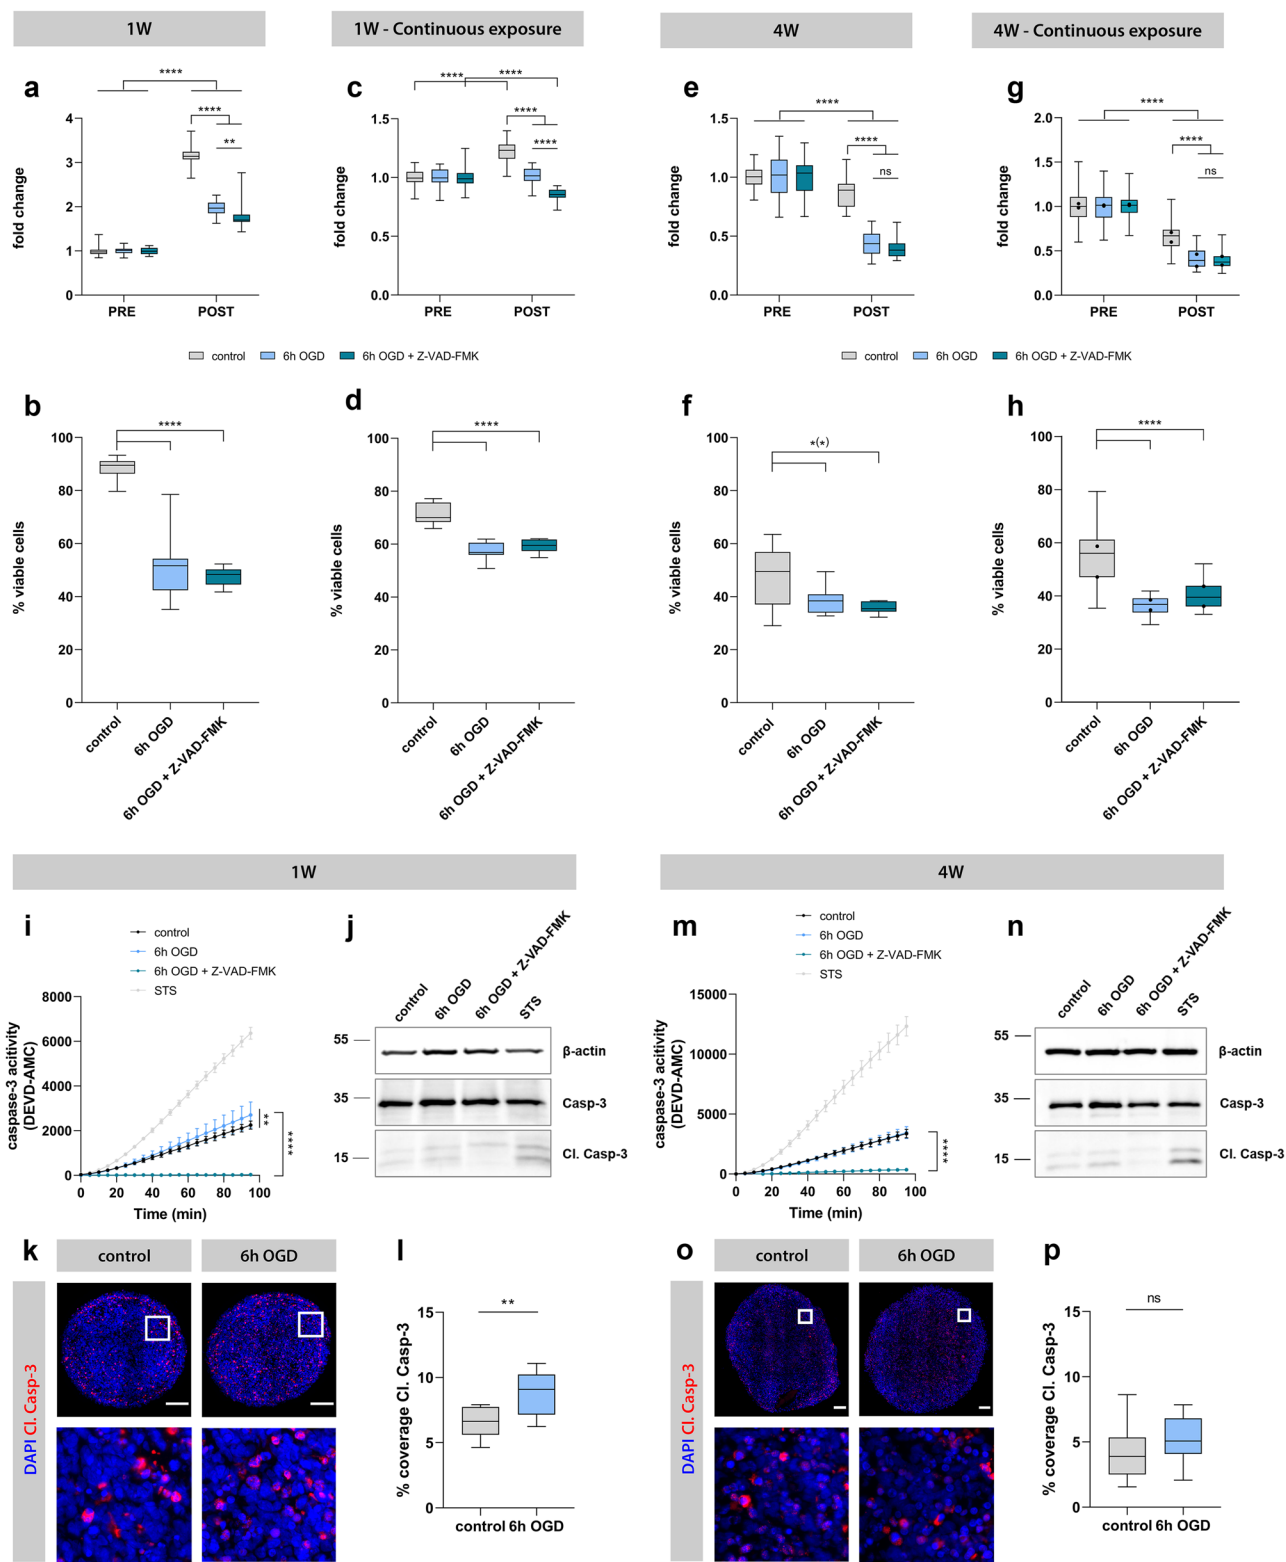 1W
1W - Continuous exposure
4W
4W - Continuous exposure
a
****
****
**
fold change
4
3
2
1
0
PRE
POST
c
****
****
****
****
fold change
1.5
1.0
0.5
0.0
PRE
POST
e
****
****
ns
fold change
1.5
1.0
0.5
0.0
PRE
POST
g
****
****
ns
fold change
2.0
1.5
1.0
0.5
0.0
PRE
POST
control
6h OGD
6h OGD + Z-VAD-FMK
control
6h OGD
6h OGD + Z-VAD-FMK
b
****
% viable cells
100
80
60
40
20
0
control
6h OGD
6h OGD + Z-VAD-FMK
d
****
% viable cells
100
80
60
40
20
0
control
6h OGD
6h OGD + Z-VAD-FMK
f
*(*)
% viable cells
100
80
60
40
20
0
control
6h OGD
6h OGD + Z-VAD-FMK
h
****
% viable cells
100
80
60
40
20
0
control
6h OGD
6h OGD + Z-VAD-FMK
1W
4W
i
control
6h OGD
6h OGD + Z-VAD-FMK
STS
caspase-3 acitivity
(DEVD-AMC)
8000
6000
4000
2000
0
**
****
0 20 40 60 80 100
Time (min)
j
control
6h OGD
6h OGD + Z-VAD-FMK
STS
55
β-actin
35
Casp-3
15
Cl. Casp-3
m
control
6h OGD
6h OGD + Z-VAD-FMK
STS
caspase-3 acitivity
(DEVD-AMC)
15000
10000
5000
0
****
0 20 40 60 80 100
Time (min)
n
control
6h OGD
6h OGD + Z-VAD-FMK
STS
55
β-actin
35
Casp-3
15
Cl. Casp-3
k
control
6h OGD
DAPI Cl. Casp-3
l
**
% coverage Cl. Casp-3
15
10
5
0
control 6h OGD
o
control
6h OGD
DAPI Cl. Casp-3
p
ns
% coverage Cl. Casp-3
15
10
5
0
control 6h OGD